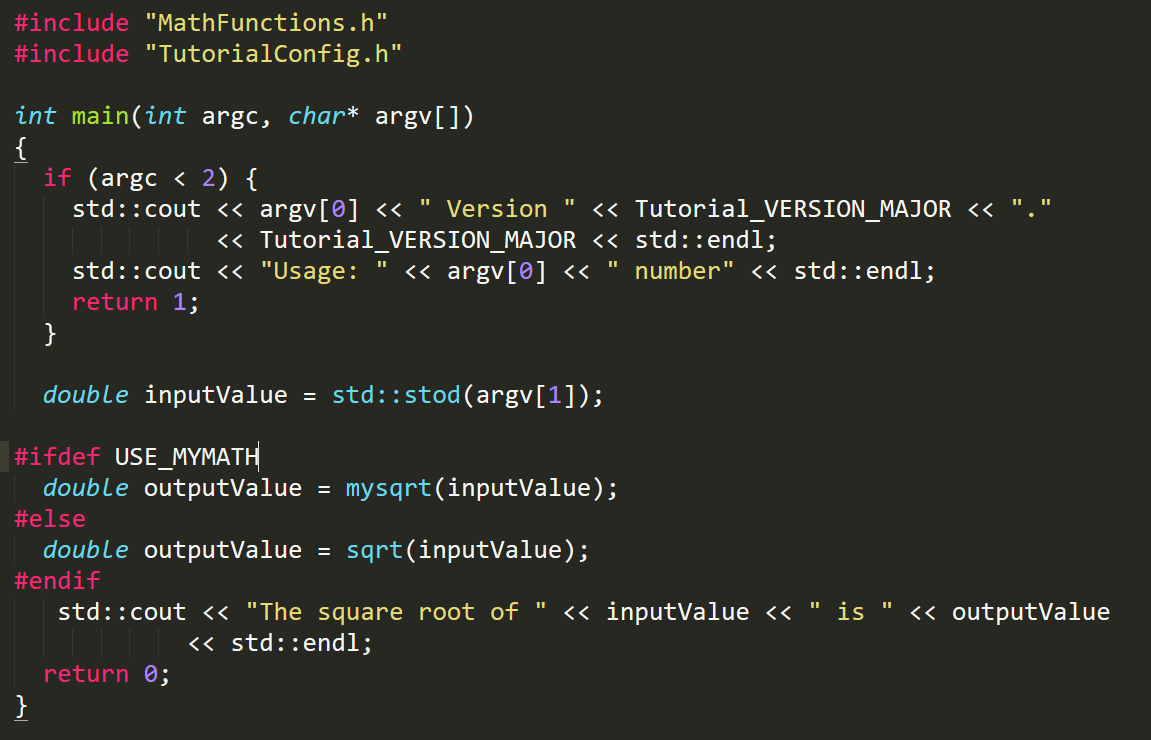 #include "MathFunctions.h"
#include "TutorialConfig.h"

int main(int argc, char* argv[])
{
  if (argc < 2) {
    std::cout << argv[0] << " Version " << Tutorial_VERSION_MAJOR << "."
              << Tutorial_VERSION_MAJOR << std::endl;
    std::cout << "Usage: " << argv[0] << " number" << std::endl;
    return 1;
  }

  double inputValue = std::stod(argv[1]);

#ifdef USE_MYMATH
  double outputValue = mysqrt(inputValue);
#else
  double outputValue = sqrt(inputValue);
#endif
   std::cout << "The square root of " << inputValue << " is " << outputValue
            << std::endl;
  return 0;
}